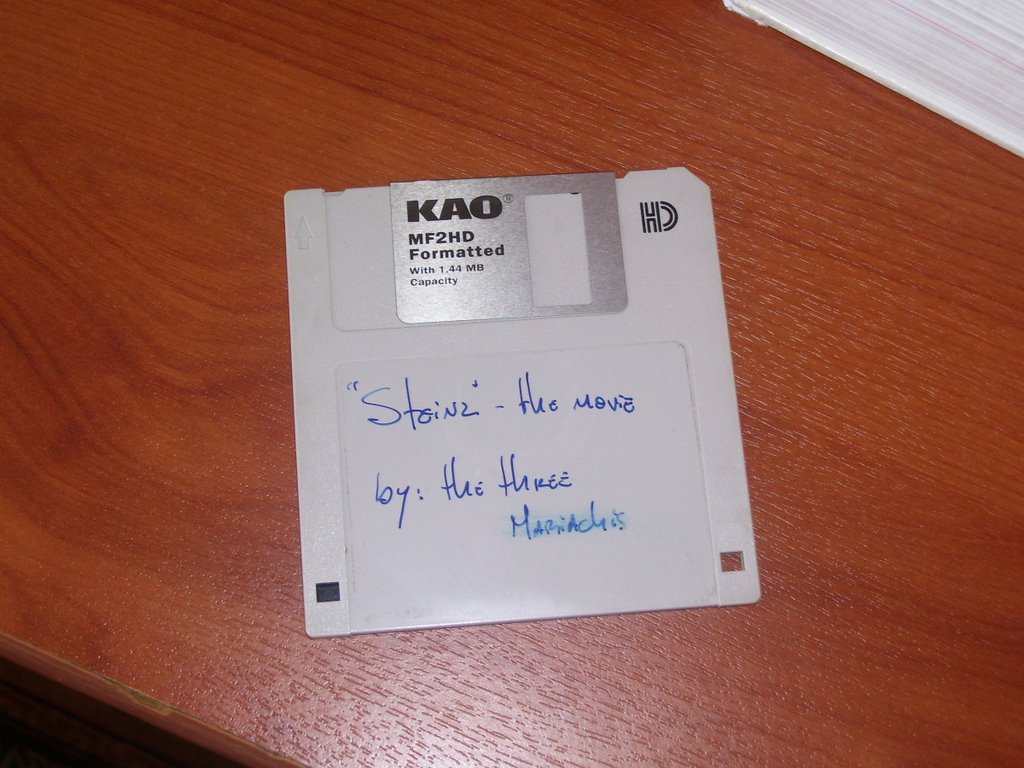 KAO®
HD
MF2HD
Formatted
With 1.44 MB
Capacity
"Steinz" - the movie
by: the three
Mariachis